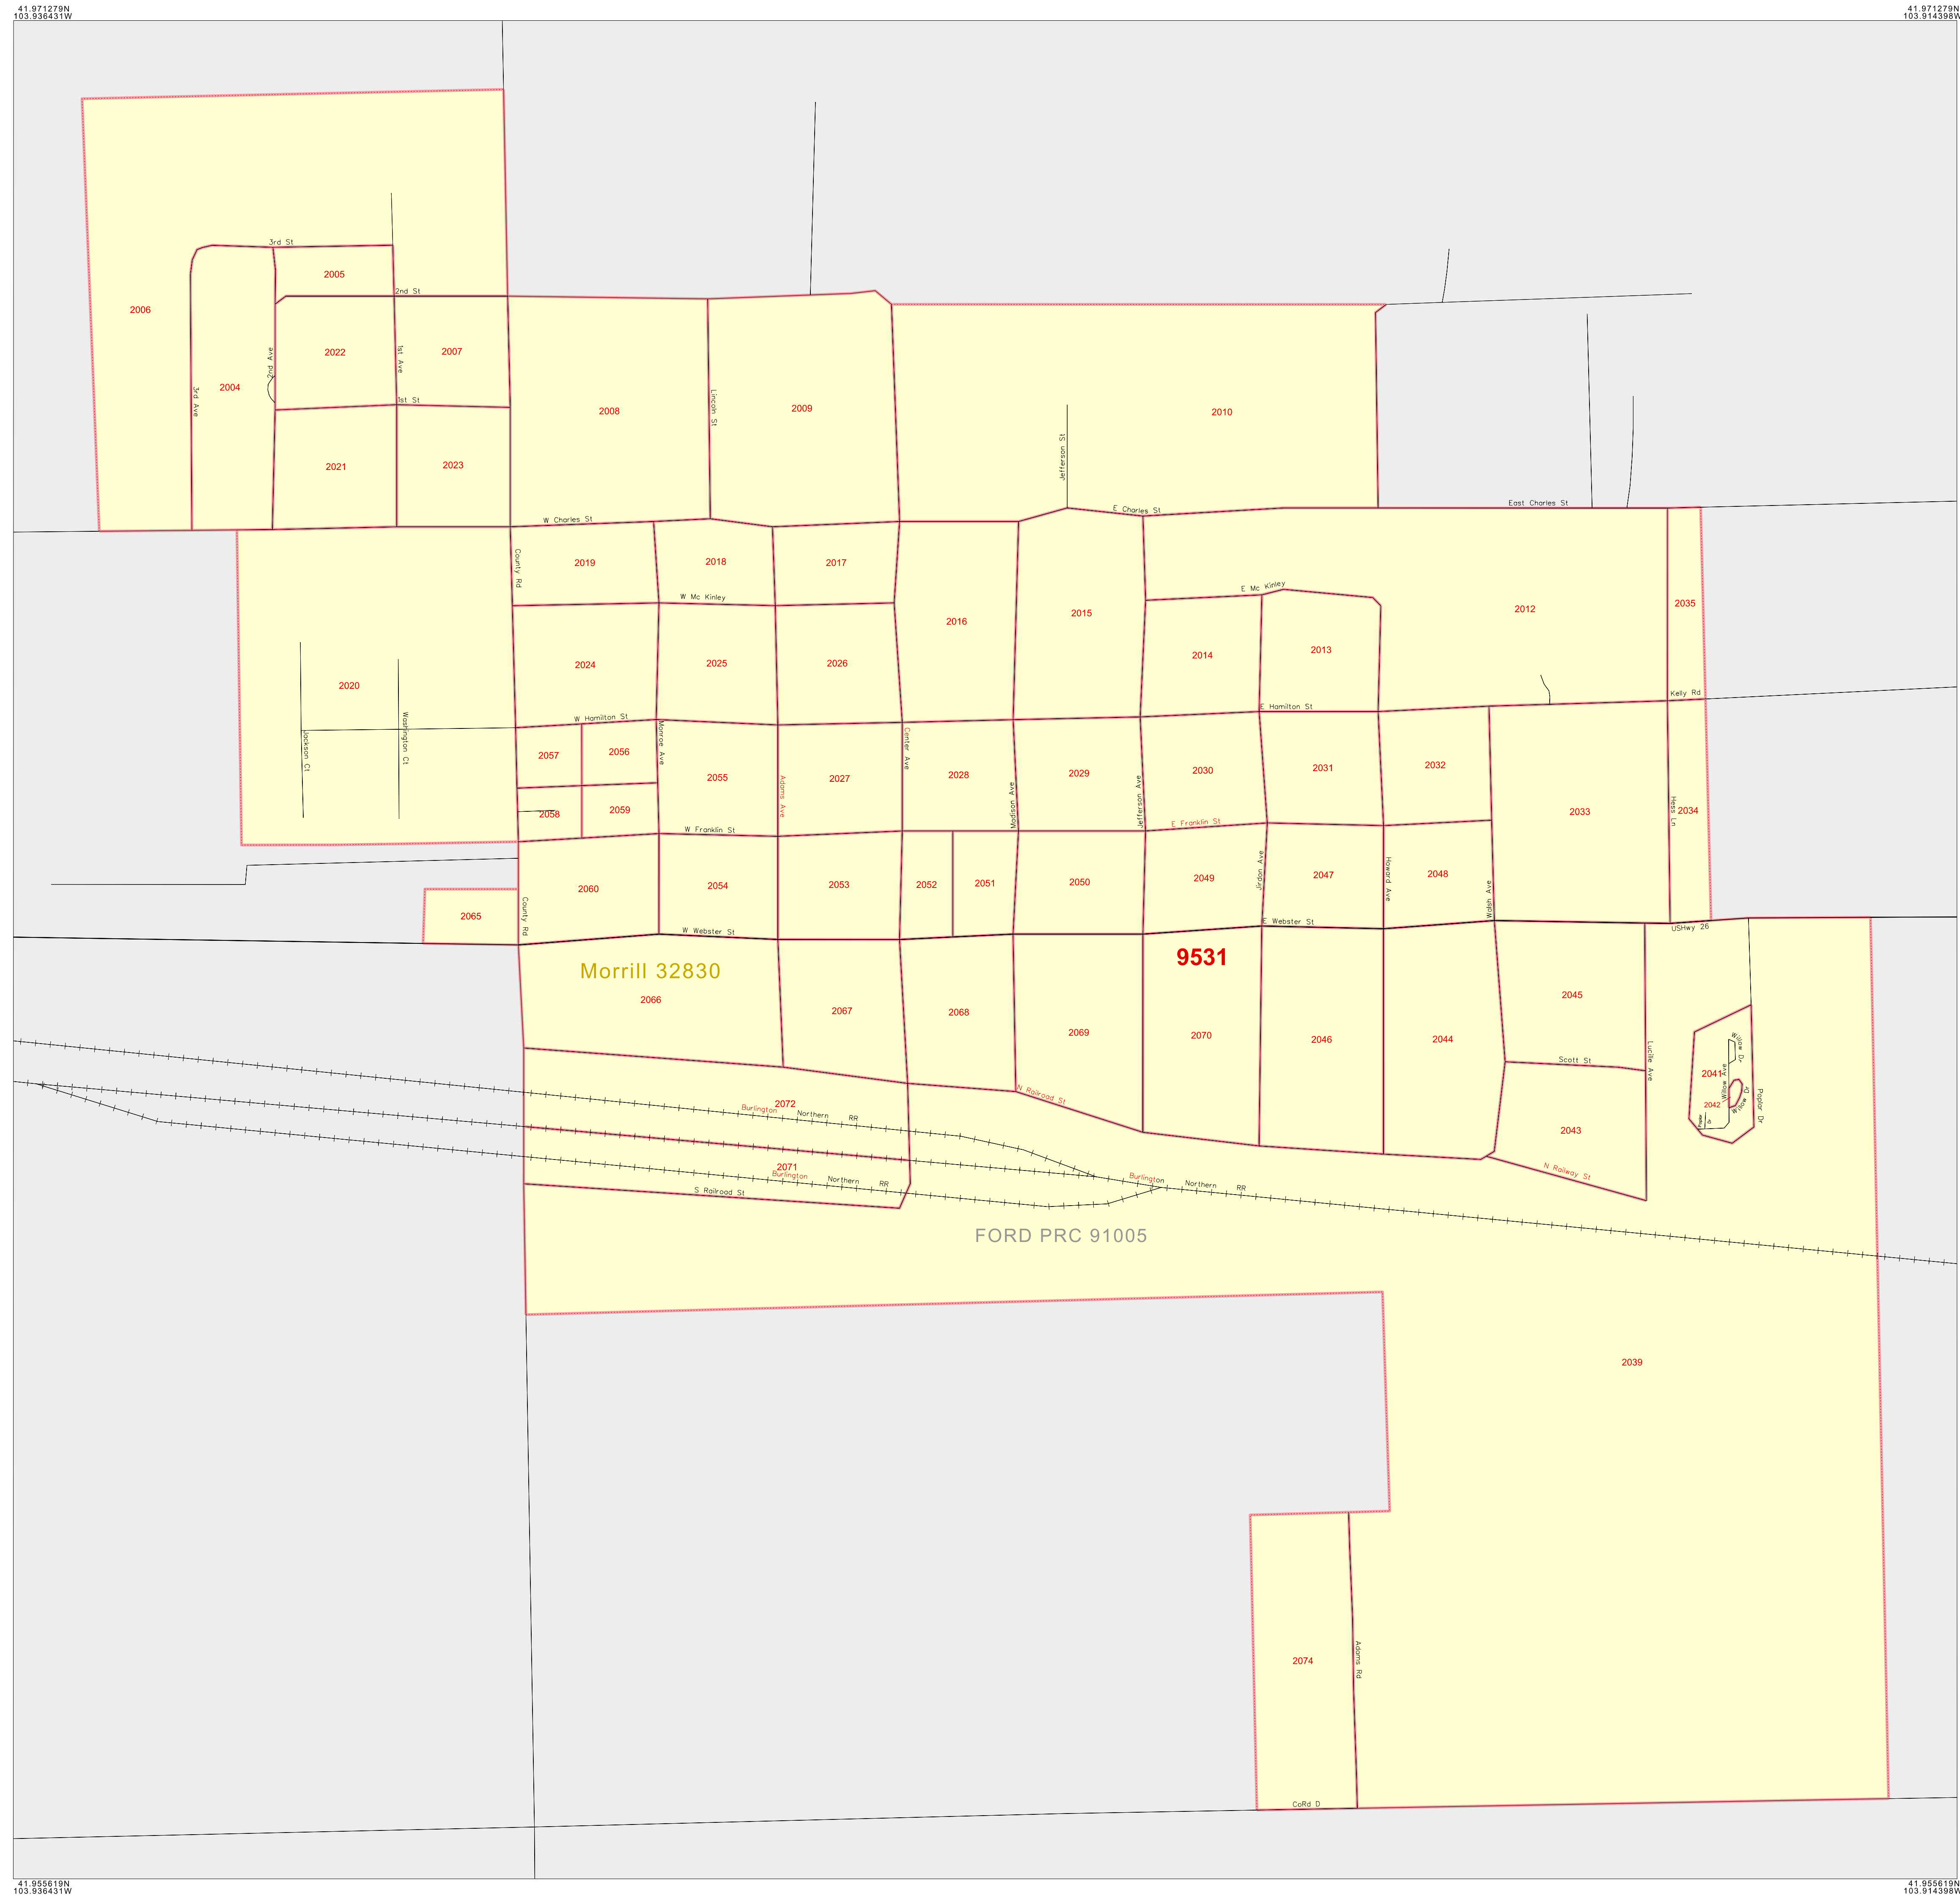 41.971279N
103.936431W
41.971279N
103.914398W
3rd St
2005
2nd St
2006
2022
2007
2nd Ave
1st Ave
2004
3rd Ave
1st St
2008
Lincoln St
2009
2010
Jefferson St
2021
2023
W Charles St
E Charles St
East Charles St
County Rd
2019
2018
2017
W Mc Kinley
E Mc Kinley
2016
2015
2012
2035
2014
2013
2024
2025
2026
2020
Kelly Rd
W Hamilton St
E Hamilton St
Jackson Ct
Washington Ct
2057
2056
Monroe Ave
2055
Adams Ave
2027
Center Ave
2028
Madison Ave
2029
Jefferson Ave
2030
2031
2032
2033
Hess Ln
2034
2058
2059
W Franklin St
E Franklin St
2060
2054
2053
2052
2051
2050
2049
Jirdon Ave
2047
Howard Ave
2048
Walsh Ave
2065
County Rd
W Webster St
E Webster St
USHwy 26
Morrill 32830
9531
2066
2067
2068
2069
2070
2046
2044
2045
Scott St
Lucille Ave
2043
N Railway St
2041
2042
Willow Dr
Willow Ave
Willow Dr
Poplar Dr
Poplar Dr
N Railroad St
2072
Burlington Northern RR
2071
Burlington Northern RR
Burlington Northern RR
S Railroad St
FORD PRC 91005
2039
2074
Adams Rd
CoRd D
41.955619N
103.936431W
41.955619N
103.914398W